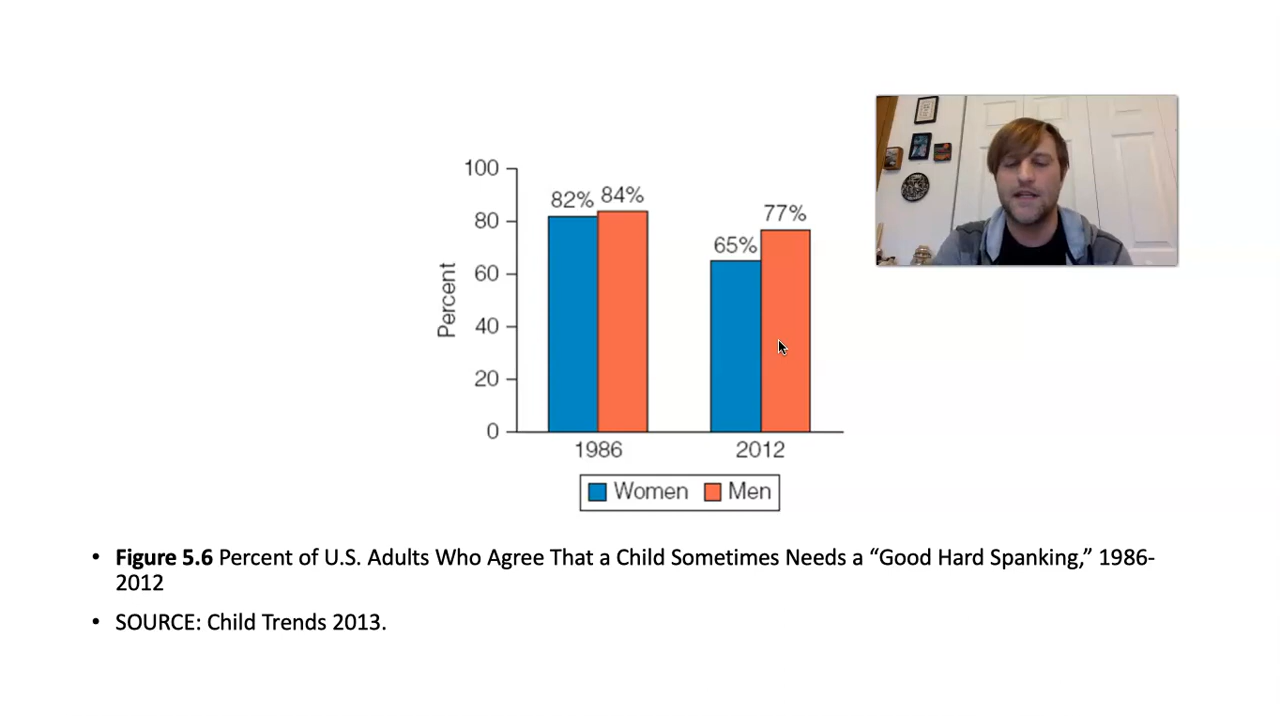 100
82% 84%
77%
80
65%
60
Percent
40
20
0
1986 2012
Women Men
• Figure 5.6 Percent of U.S. Adults Who Agree That a Child Sometimes Needs a “Good Hard Spanking,” 1986-
2012
• SOURCE: Child Trends 2013.